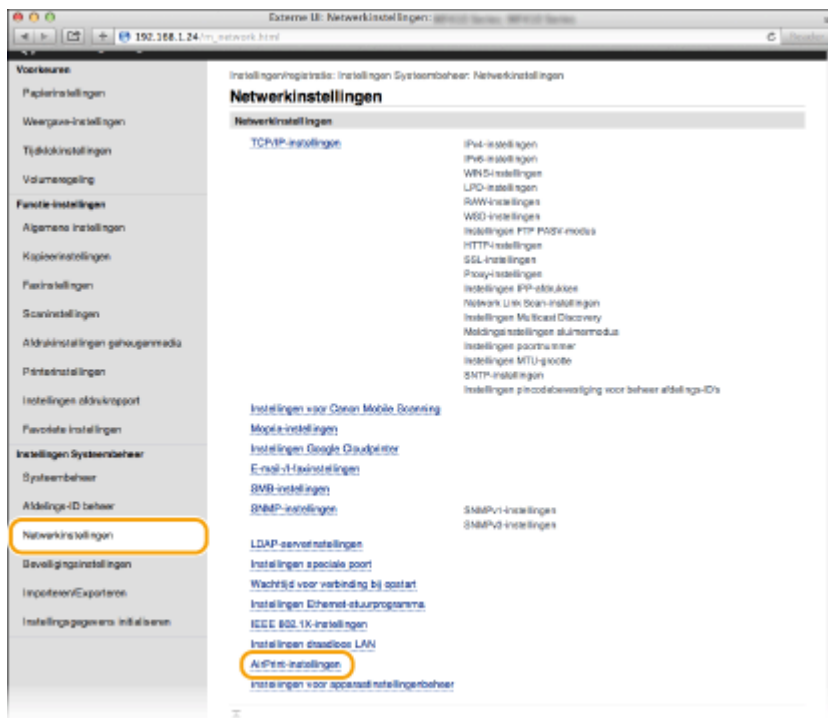 Externe UI: Netwerkinstellingen:
192.168.1.24/m_network.html
Reader
Voorkeuren
Papierinstellingen
Weergave-instellingen
Tijdklokinstellingen
Volumeregeling
Functie-instellingen
Algemene instellingen
Kopieerinstellingen
Faxinstellingen
Scaninstellingen
Afdrukinstellingen geheugenmedia
Printerinstellingen
Instellingen afdrukrapport
Favoriete instellingen
Instellingen Systeembeheer
Systeembeheer
Afdelings-ID beheer
Netwerkinstellingen
Beveiligingsinstellingen
Importeren/Exporteren
Instellingsgegevens initialiseren
Instellingen/registratie: Instellingen Systeembeheer: Netwerkinstellingen
Netwerkinstellingen
Netwerkinstellingen
TCP/IP-instellingen
IPv4-instellingen
IPv6-instellingen
WINS-instellingen
LPD-instellingen
RAW-instellingen
WSD-instellingen
Instellingen FTP PASV-modus
HTTP-instellingen
SSL-instellingen
Proxy-instellingen
Instellingen IPP-afdrukken
Network Link Scan-instellingen
Instellingen Multicast Discovery
Meldingsinstellingen sluimermodus
Instellingen poortnummer
Instellingen MTU-grootte
SNTP-instellingen
Instellingen pincodebevestiging voor beheer afdelings-ID's
Instellingen voor Canon Mobile Scanning
Mopria-instellingen
Instellingen Google Cloudprinter
E-mail-/I-faxinstellingen
SMB-instellingen
SNMP-instellingen
SNMPv1-instellingen
SNMPv3-instellingen
LDAP-serverinstellingen
Instellingen speciale poort
Wachttijd voor verbinding bij opstart
Instellingen Ethernet-stuurprogramma
IEEE 802.1X-instellingen
Instellingen draadloos LAN
AirPrint-instellingen
Instellingen voor apparaatinstellingenbeheer